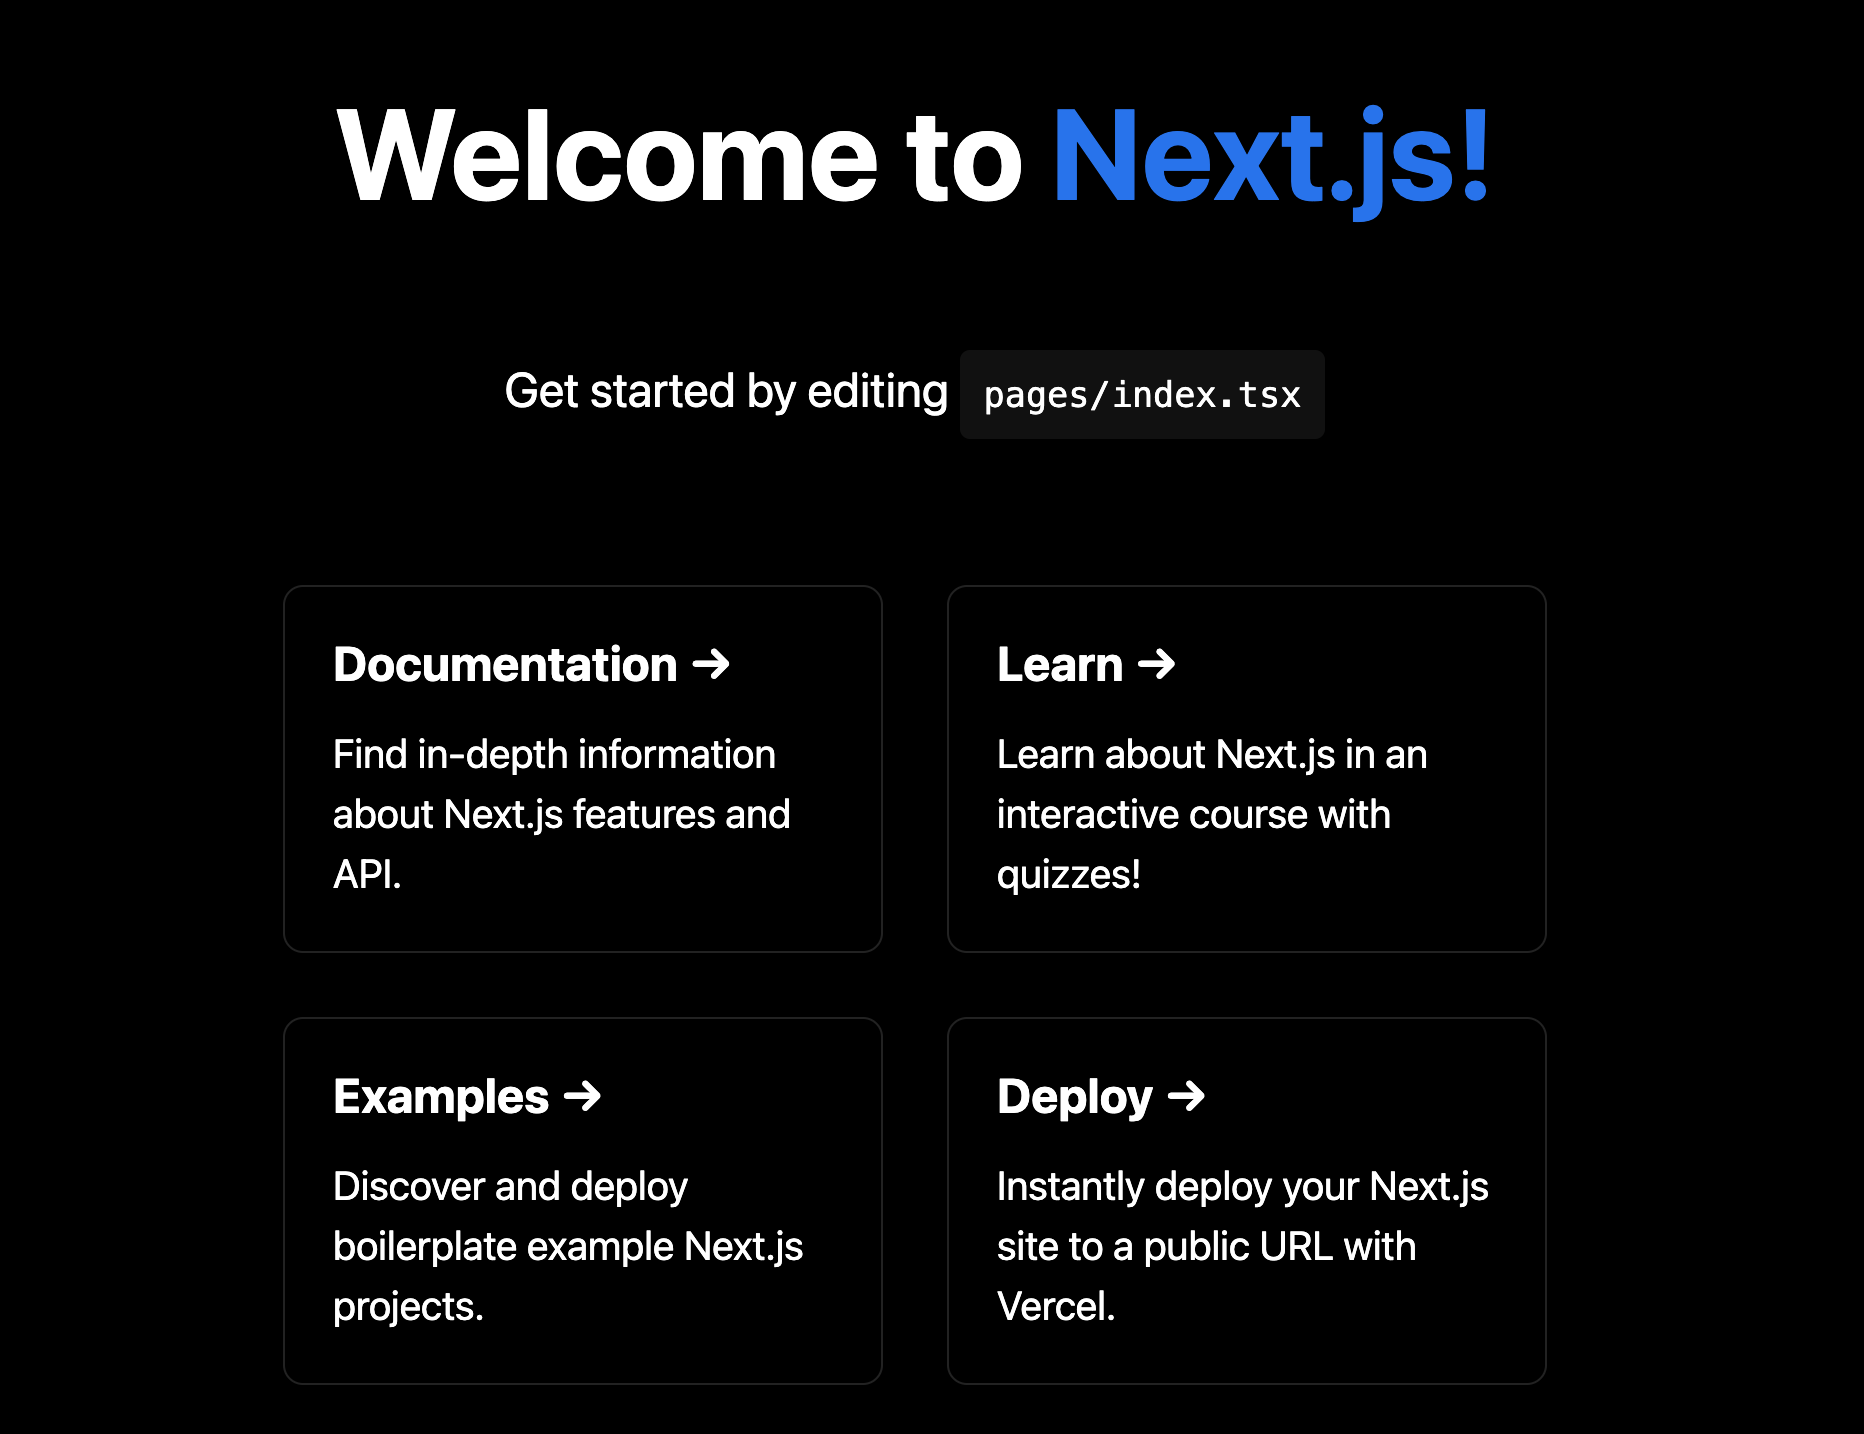 Welcome to Next.js!
Get started by editing pages/index.tsx
Documentation →
Find in-depth information
about Next.js features and
API.
Learn →
Learn about Next.js in an
interactive course with
quizzes!
Examples →
Discover and deploy
boilerplate example Next.js
projects.
Deploy →
Instantly deploy your Next.js
site to a public URL with
Vercel.